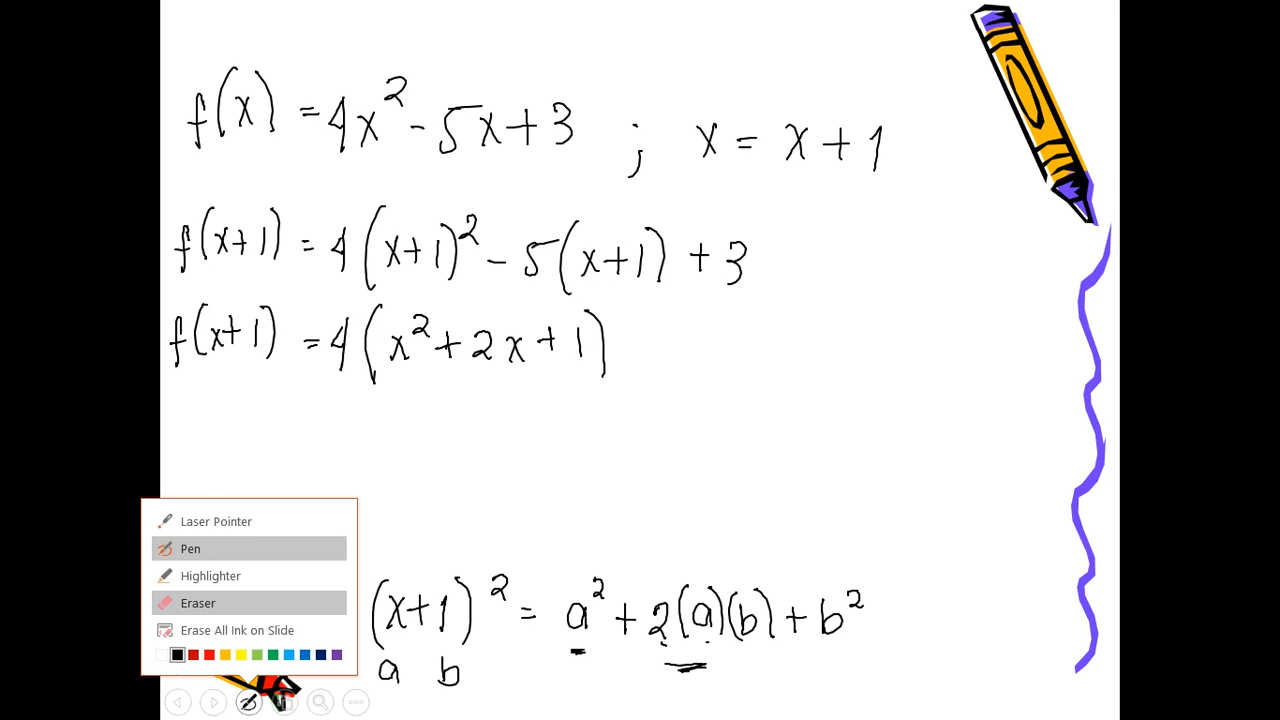 f(x) = 4x² - 5x + 3 ; x = x + 1
f(x+1) = 4(x+1)² - 5(x+1) + 3
f(x+1) = 4(x² + 2x + 1)
Laser Pointer
Pen
Highlighter
Eraser
Erase All Ink on Slide
(x+1)² = a² + 2(a)(b) + b²
a b